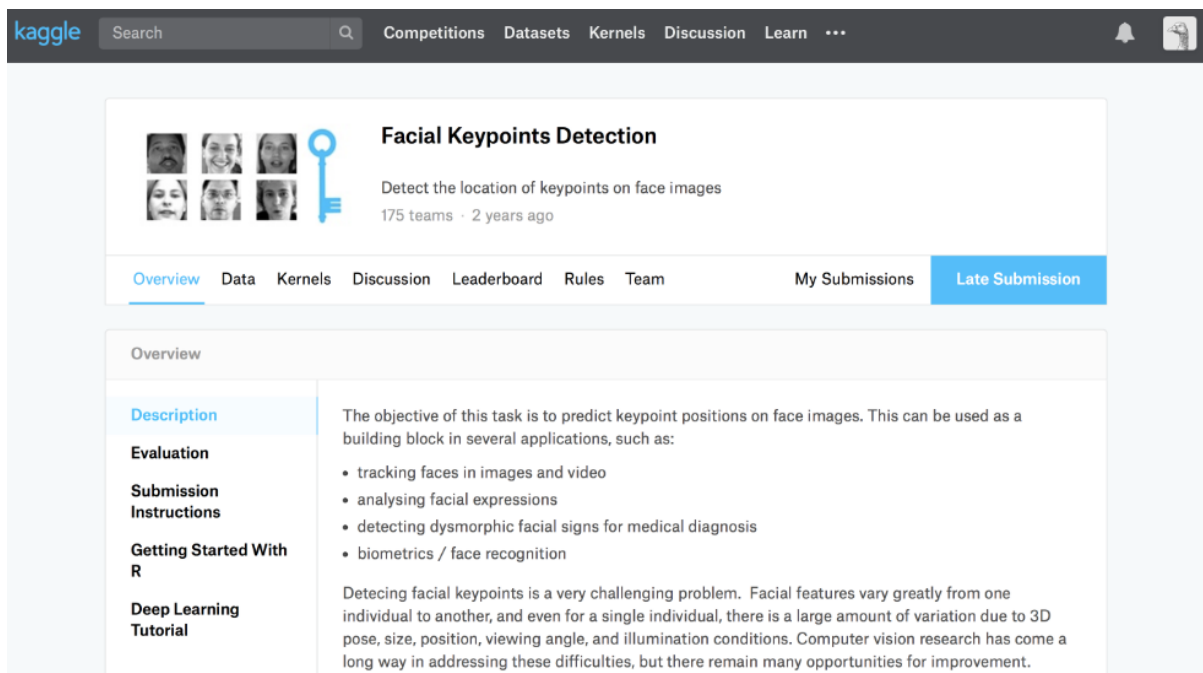 kaggle Search Competitions Datasets Kernels Discussion Learn •••
Facial Keypoints Detection
Detect the location of keypoints on face images
175 teams · 2 years ago
Overview Data Kernels Discussion Leaderboard Rules Team My Submissions Late Submission
Overview
Description
Evaluation
Submission
Instructions
Getting Started With
R
Deep Learning
Tutorial
The objective of this task is to predict keypoint positions on face images. This can be used as a
building block in several applications, such as:
• tracking faces in images and video
• analysing facial expressions
• detecting dysmorphic facial signs for medical diagnosis
• biometrics / face recognition
Detecing facial keypoints is a very challenging problem.  Facial features vary greatly from one
individual to another, and even for a single individual, there is a large amount of variation due to 3D
pose, size, position, viewing angle, and illumination conditions. Computer vision research has come a
long way in addressing these difficulties, but there remain many opportunities for improvement.